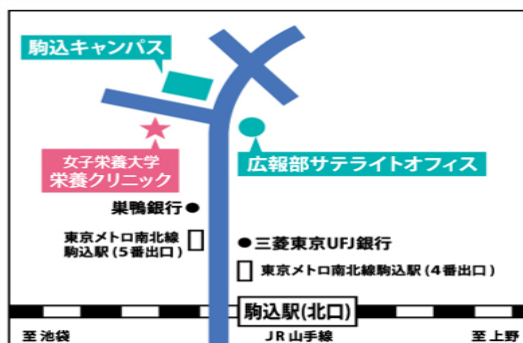 駒込キャンパス
女子栄養大学
栄養クリニック
広報部サテライトオフィス
巣鴨銀行
東京メトロ南北線
駒込駅(5番出口)
三菱東京UFJ銀行
東京メトロ南北線駒込駅(4番出口)
駒込駅(北口)
至池袋
JR山手線
至上野